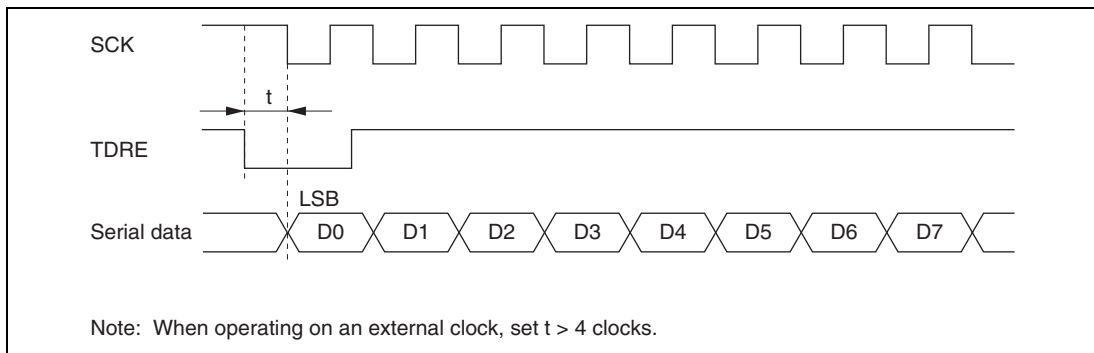 SCK
t
TDRE
LSB
Serial data D0 D1 D2 D3 D4 D5 D6 D7
Note: When operating on an external clock, set t > 4 clocks.